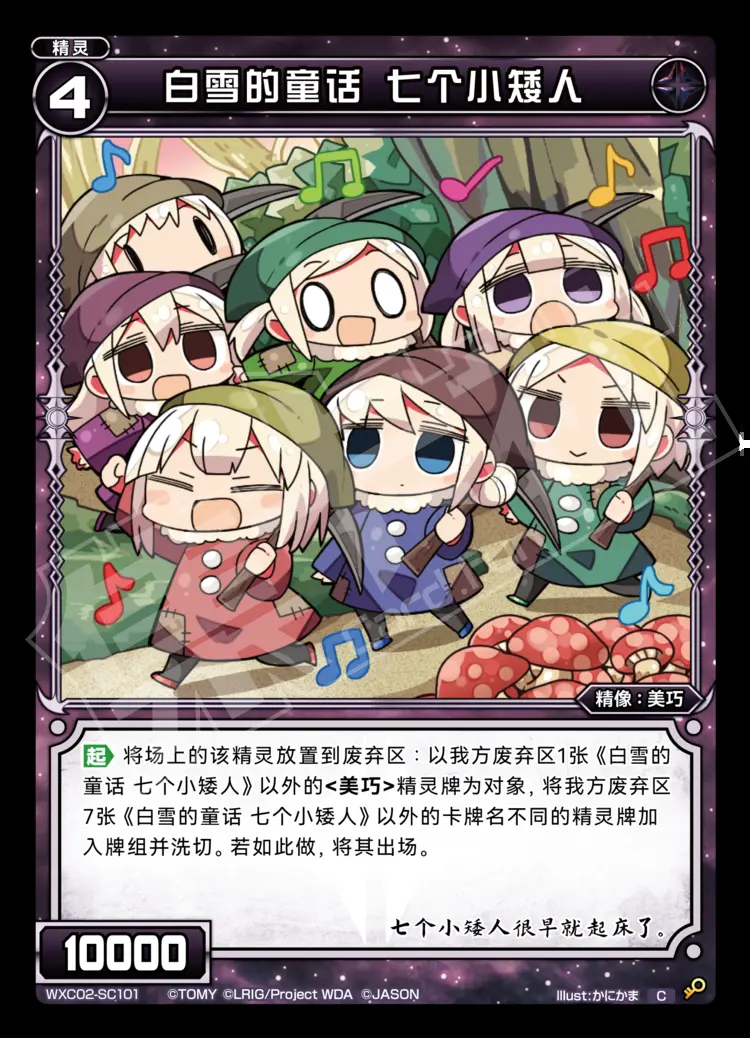 精灵
4
白雪的童话 七个小矮人
精像：美巧
起 将场上的该精灵放置到废弃区：以我方废弃区1张《白雪的
童话 七个小矮人》以外的<美巧>精灵牌为对象，将我方废弃区
7张《白雪的童话 七个小矮人》以外的卡牌名不同的精灵牌加
入牌组并洗切。若如此做，将其出场。
七个小矮人很早就起床了。
10000
WXC02-SC101 ©TOMY ©LRIG/Project WDA ©JASON
Illust:かにかま C